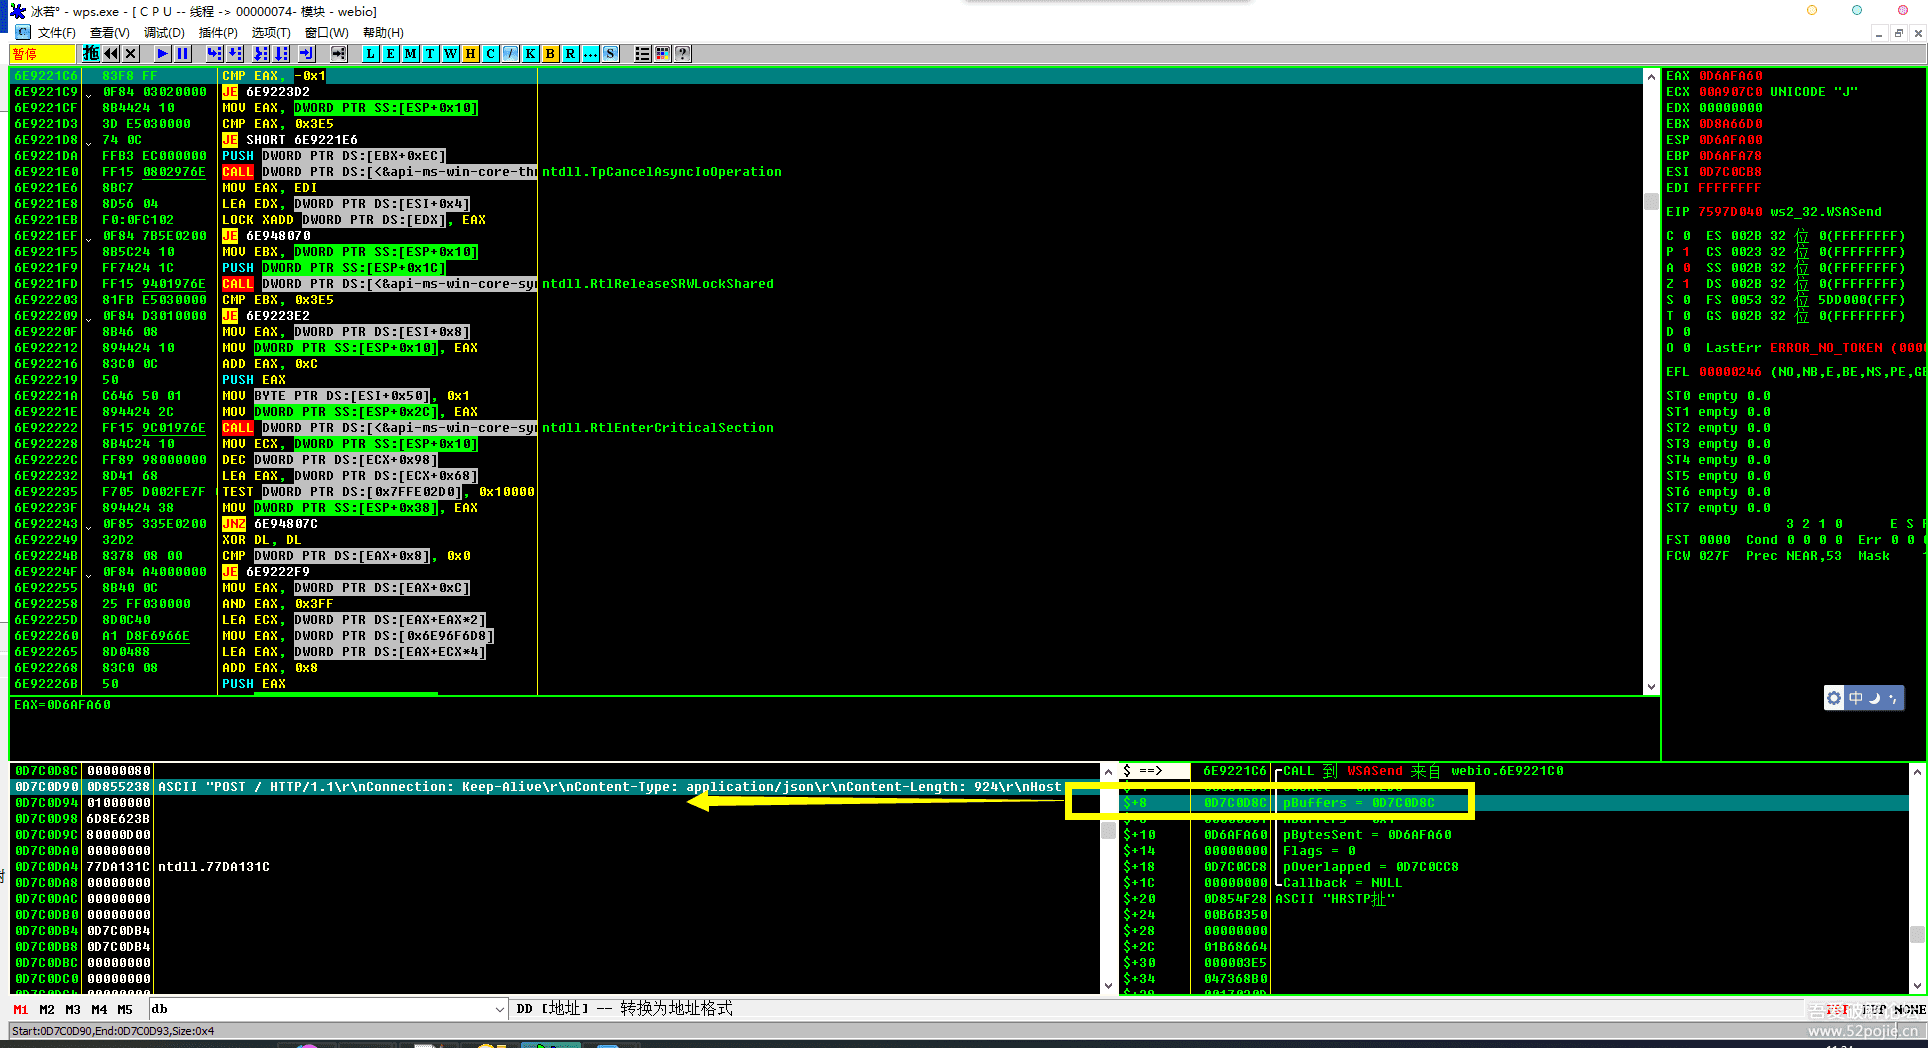 冰若° - wps.exe - [ C P U -- 线程 -> 00000074- 模块 - webio]
文件(F) 查看(V) 调试(D) 插件(P) 选项(T) 窗口(W) 帮助(H)
暂停 拖 L E M T W H C / K B R ... S ?
6E9221C6 83F8 FF CMP EAX, -0x1
6E9221C9 0F84 03020000 JE 6E9223D2
6E9221CF 8B4424 10 MOV EAX, DWORD PTR SS:[ESP+0x10]
6E9221D3 3D E5030000 CMP EAX, 0x3E5
6E9221D8 74 0C JE SHORT 6E9221E6
6E9221DA FFB3 EC000000 PUSH DWORD PTR DS:[EBX+0xEC]
6E9221E0 FF15 0802976E CALL DWORD PTR DS:[<&api-ms-win-core-thr ntdll.TpCancelAsyncIoOperation
6E9221E6 8BC7 MOV EAX, EDI
6E9221E8 8D56 04 LEA EDX, DWORD PTR DS:[ESI+0x4]
6E9221EB F0:0FC102 LOCK XADD DWORD PTR DS:[EDX], EAX
6E9221EF 0F84 7B5E0200 JE 6E948070
6E9221F5 8B5C24 10 MOV EBX, DWORD PTR SS:[ESP+0x10]
6E9221F9 FF7424 1C PUSH DWORD PTR SS:[ESP+0x1C]
6E9221FD FF15 9401976E CALL DWORD PTR DS:[<&api-ms-win-core-syn ntdll.RtlReleaseSRWLockShared
6E922203 81FB E5030000 CMP EBX, 0x3E5
6E922209 0F84 D3010000 JE 6E9223E2
6E92220F 8B46 08 MOV EAX, DWORD PTR DS:[ESI+0x8]
6E922212 894424 10 MOV DWORD PTR SS:[ESP+0x10], EAX
6E922216 83C0 0C ADD EAX, 0xC
6E922219 50 PUSH EAX
6E92221A C646 50 01 MOV BYTE PTR DS:[ESI+0x50], 0x1
6E92221E 894424 2C MOV DWORD PTR SS:[ESP+0x2C], EAX
6E922222 FF15 9C01976E CALL DWORD PTR DS:[<&api-ms-win-core-syn ntdll.RtlEnterCriticalSection
6E922228 8B4C24 10 MOV ECX, DWORD PTR SS:[ESP+0x10]
6E92222C FF89 98000000 DEC DWORD PTR DS:[ECX+0x98]
6E922232 8D41 68 LEA EAX, DWORD PTR DS:[ECX+0x68]
6E922235 F705 D002FE7F TEST DWORD PTR DS:[0x7FFE02D0], 0x10000
6E92223F 894424 38 MOV DWORD PTR SS:[ESP+0x38], EAX
6E922243 0F85 335E0200 JNZ 6E94807C
6E922249 32D2 XOR DL, DL
6E92224B 8378 08 00 CMP DWORD PTR DS:[EAX+0x8], 0x0
6E92224F 0F84 A4000000 JE 6E9222F9
6E922255 8B40 0C MOV EAX, DWORD PTR DS:[EAX+0xC]
6E922258 25 FF030000 AND EAX, 0x3FF
6E92225D 8D0C40 LEA ECX, DWORD PTR DS:[EAX+EAX*2]
6E922260 A1 D8F6966E MOV EAX, DWORD PTR DS:[0x6E96F6D8]
6E922265 8D0488 LEA EAX, DWORD PTR DS:[EAX+ECX*4]
6E922268 83C0 08 ADD EAX, 0x8
6E92226B 50 PUSH EAX
EAX=0D6AFA60
EAX 0D6AFA60
ECX 00A907C0 UNICODE "J"
EDX 00000000
EBX 0D8A66D0
ESP 0D6AFA00
EBP 0D6AFA78
ESI 0D7C0CB8
EDI FFFFFFFF
EIP 7597D040 ws2_32.WSASend
C 0 ES 002B 32 位 0(FFFFFFFF)
P 1 CS 0023 32 位 0(FFFFFFFF)
A 0 SS 002B 32 位 0(FFFFFFFF)
Z 1 DS 002B 32 位 0(FFFFFFFF)
S 0 FS 0053 32 位 5DD000(FFF)
T 0 GS 002B 32 位 0(FFFFFFFF)
D 0
O 0 LastErr ERROR_NO_TOKEN (000
EFL 00000246 (NO,NB,E,BE,NS,PE,GE
ST0 empty 0.0
ST1 empty 0.0
ST2 empty 0.0
ST3 empty 0.0
ST4 empty 0.0
ST5 empty 0.0
ST6 empty 0.0
ST7 empty 0.0
3 2 1 0 E S P
FST 0000 Cond 0 0 0 0 Err 0 0 0
FCW 027F Prec NEAR,53 Mask
中
0D7C0D8C 00000080
0D7C0D90 0D855238 ASCII "POST / HTTP/1.1\r\nConnection: Keep-Alive\r\nContent-Type: application/json\r\nContent-Length: 924\r\nHost
0D7C0D94 01000000
0D7C0D98 6D8E623B
0D7C0D9C 80000D00
0D7C0DA0 00000000
0D7C0DA4 77DA131C ntdll.77DA131C
0D7C0DA8 00000000
0D7C0DAC 00000000
0D7C0DB0 00000000
0D7C0DB4 0D7C0DB4
0D7C0DB8 0D7C0DB4
0D7C0DBC 00000000
0D7C0DC0 00000000
$ ==> 6E9221C6 CALL 到 WSASend 来自 webio.6E9221C0
$+8 0D7C0D8C pBuffers = 0D7C0D8C
$+10 0D6AFA60 pBytesSent = 0D6AFA60
$+14 00000000 Flags = 0
$+18 0D7C0CC8 pOverlapped = 0D7C0CC8
$+1C 00000000 Callback = NULL
$+20 0D854F28 ASCII "HRSTP扯"
$+24 00B6B350
$+28 00000000
$+2C 01B68664
$+30 000003E5
$+34 047368B0
M1 M2 M3 M4 M5 db DD [地址] -- 转换为地址格式 NONE
Start:0D7C0D90,End:0D7C0D93,Size:0x4
吾爱破解论坛
www.52pojie.cn